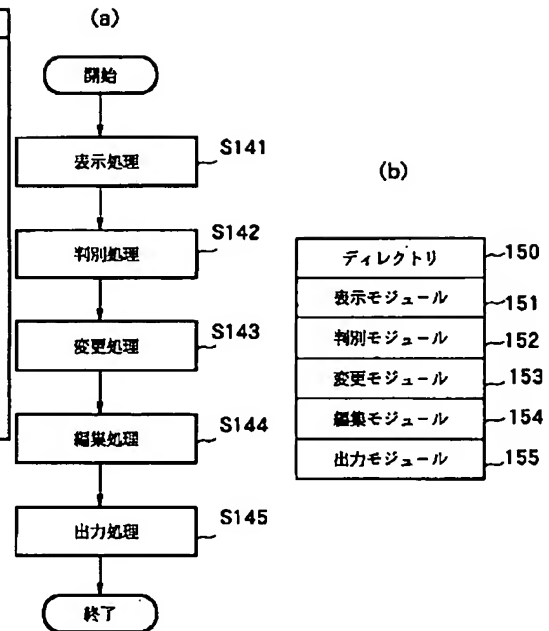 (a)
開始
表示処理
S141
判別処理
S142
変更処理
S143
編集処理
S144
出力処理
S145
終了
(b)
ディレクトリ
150
表示モジュール
151
判別モジュール
152
変更モジュール
153
編集モジュール
154
出力モジュール
155